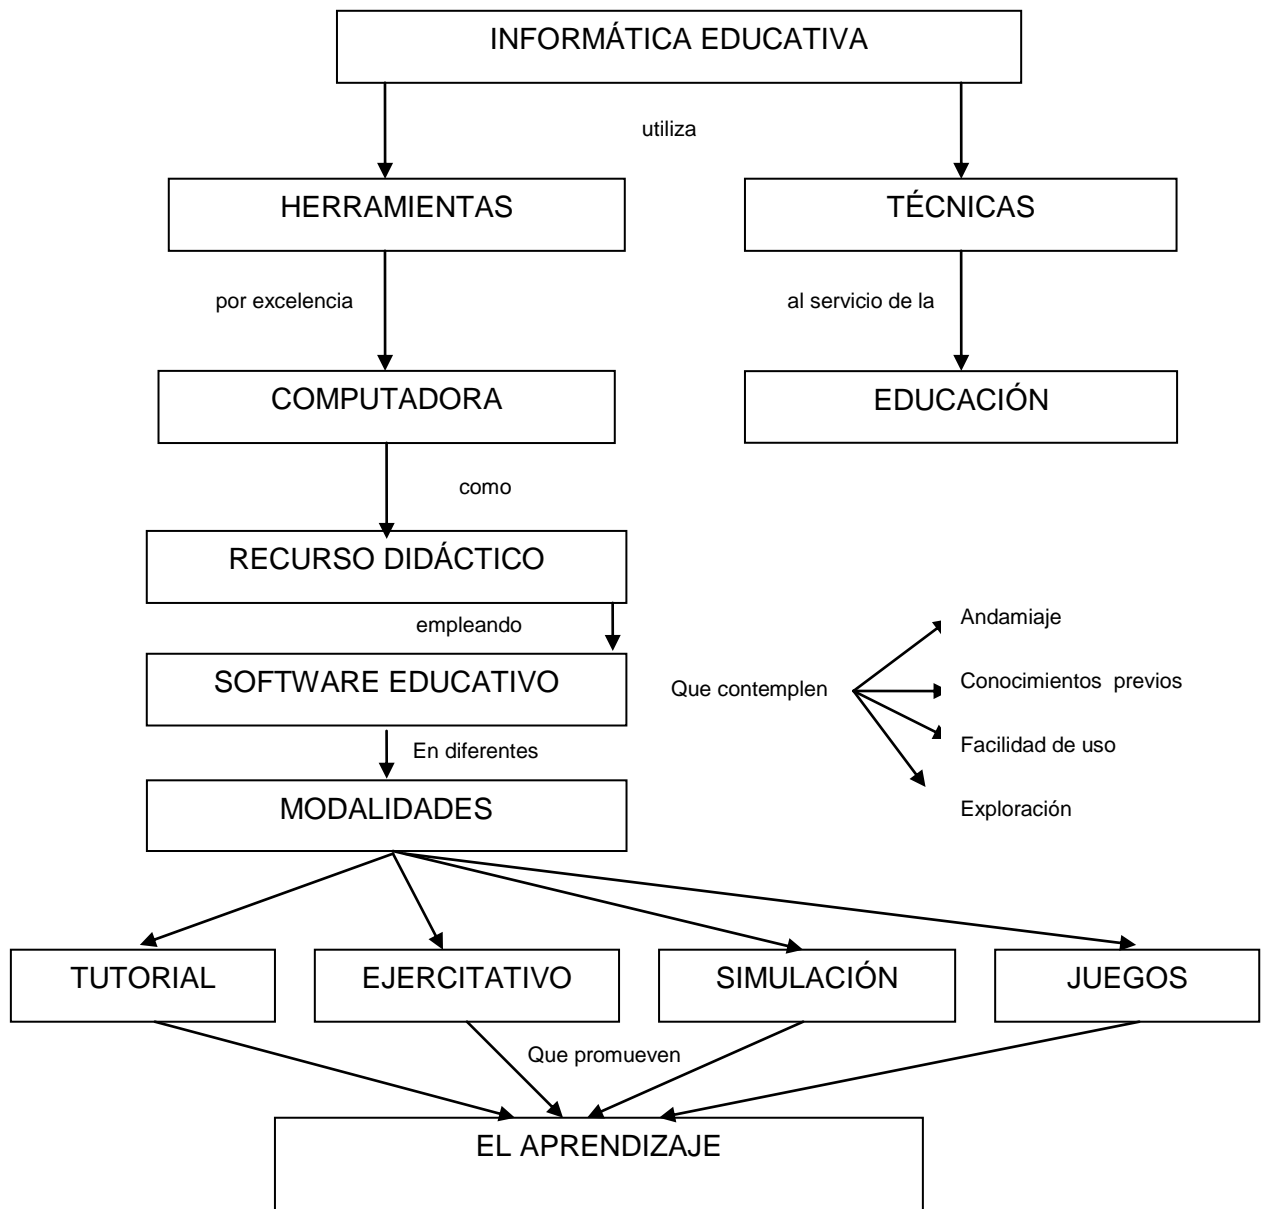 INFORMÁTICA EDUCATIVA
utiliza
HERRAMIENTAS
TÉCNICAS
por excelencia
al servicio de la
COMPUTADORA
EDUCACIÓN
como
RECURSO DIDÁCTICO
empleando
SOFTWARE EDUCATIVO
Que contemplen
Andamiaje
Conocimientos previos
Facilidad de uso
Exploración
En diferentes
MODALIDADES
TUTORIAL
EJERCITATIVO
SIMULACIÓN
JUEGOS
Que promueven
EL APRENDIZAJE